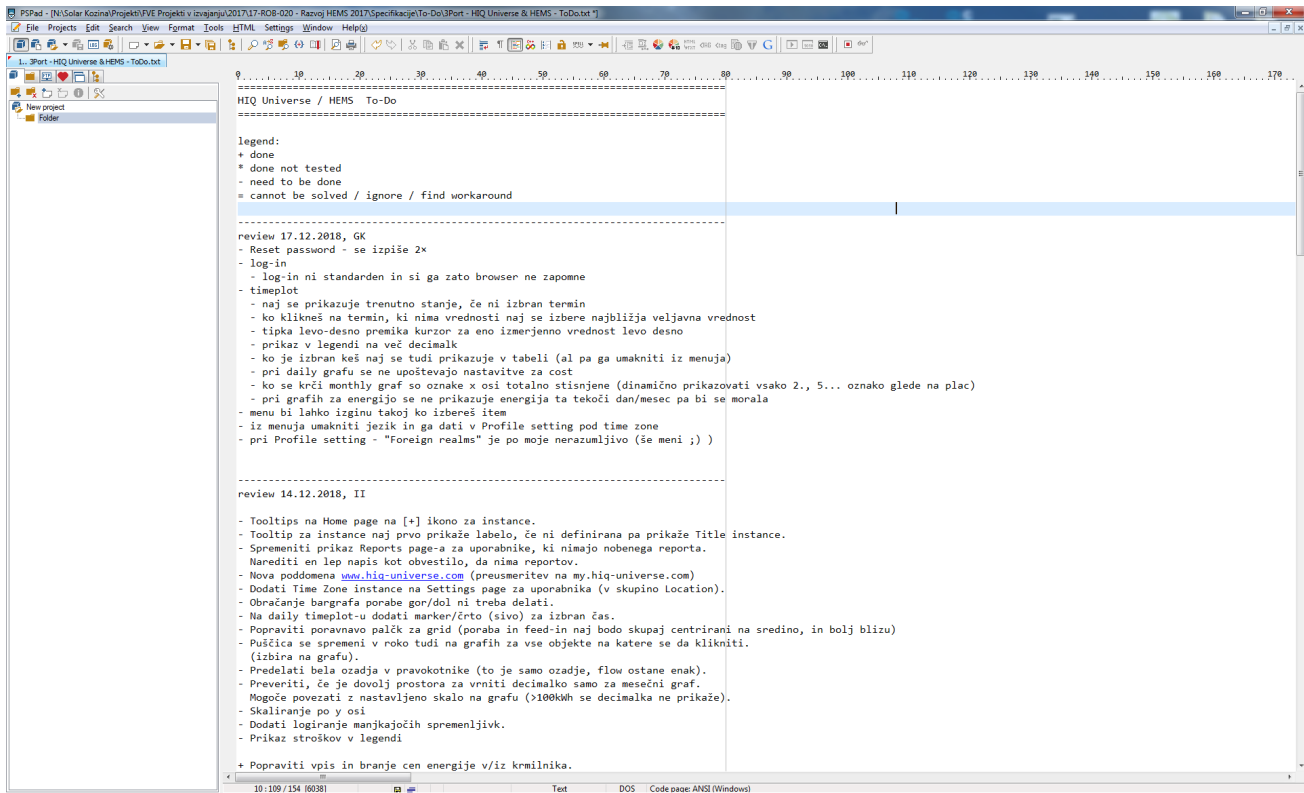 PSPad - [N:\Solar Kozina\Projekti\FVE Projekti v izvajanju\2017\17-ROB-020 - Razvoj HEMS 2017\Specifikacije\To-Do\3Port - HIQ Universe & HEMS - ToDo.txt *]
File Projects Edit Search View Format Tools HTML Settings Window Help(s)
1.. 3Port - HIQ Universe & HEMS - ToDo.txt
0 10 20 30 40 50 60 70 80 90 100 110 120 130 140 150 160 170
New project
Folder
================================================================================
HIQ Universe / HEMS  To-Do
================================================================================
legend:
+ done
* done not tested
- need to be done
= cannot be solved / ignore / find workaround
--------------------------------------------------------------------------------
review 17.12.2018, GK
- Reset password - se izpiše 2×
- log-in
  - log-in ni standarden in si ga zato browser ne zapomne
- timeplot
  - naj se prikazuje trenutno stanje, če ni izbran termin
  - ko klikneš na termin, ki nima vrednosti naj se izbere najbližja veljavna vrednost
  - tipka levo-desno premika kurzor za eno izmerjenno vrednost levo desno
  - prikaz v legendi na več decimalk
  - ko je izbran keš naj se tudi prikazuje v tabeli (al pa ga umakniti iz menuja)
  - pri daily grafu se ne upoštevajo nastavitve za cost
  - ko se krči monthly graf so oznake x osi totalno stisnjene (dinamično prikazovati vsako 2., 5... oznako glede na plac)
  - pri grafih za energijo se ne prikazuje energija ta tekoči dan/mesec pa bi se morala
- menu bi lahko izginu takoj ko izbereš item
- iz menuja umakniti jezik in ga dati v Profile setting pod time zone
- pri Profile setting - "Foreign realms" je po moje nerazumljivo (še meni ;) )
--------------------------------------------------------------------------------
review 14.12.2018, II
- Tooltips na Home page na [+] ikono za instance.
- Tooltip za instance naj prvo prikaže labelo, če ni definirana pa prikaže Title instance.
- Spremeniti prikaz Reports page-a za uporabnike, ki nimajo nobenega reporta.
  Narediti en lep napis kot obvestilo, da nima reportov.
- Nova poddomena www.hiq-universe.com (preusmeritev na my.hiq-universe.com)
- Dodati Time Zone instance na Settings page za uporabnika (v skupino Location).
- Obračanje bargrafa porabe gor/dol ni treba delati.
- Na daily timeplot-u dodati marker/črto (sivo) za izbran čas.
- Popraviti poravnavo palčk za grid (poraba in feed-in naj bodo skupaj centrirani na sredino, in bolj blizu)
- Puščica se spremeni v roko tudi na grafih za vse objekte na katere se da klikniti.
  (izbira na grafu).
- Predelati bela ozadja v pravokotnike (to je samo ozadje, flow ostane enak).
- Preveriti, če je dovolj prostora za vrniti decimalko samo za mesečni graf.
  Mogoče povezati z nastavljeno skalo na grafu (>100kWh se decimalka ne prikaže).
- Skaliranje po y osi
- Dodati logiranje manjkajočih spremenljivk.
- Prikaz stroškov v legendi
+ Popraviti vpis in branje cen energije v/iz krmilnika.
10 : 109 / 154 [6038] Text DOS Code page: ANSI (Windows)